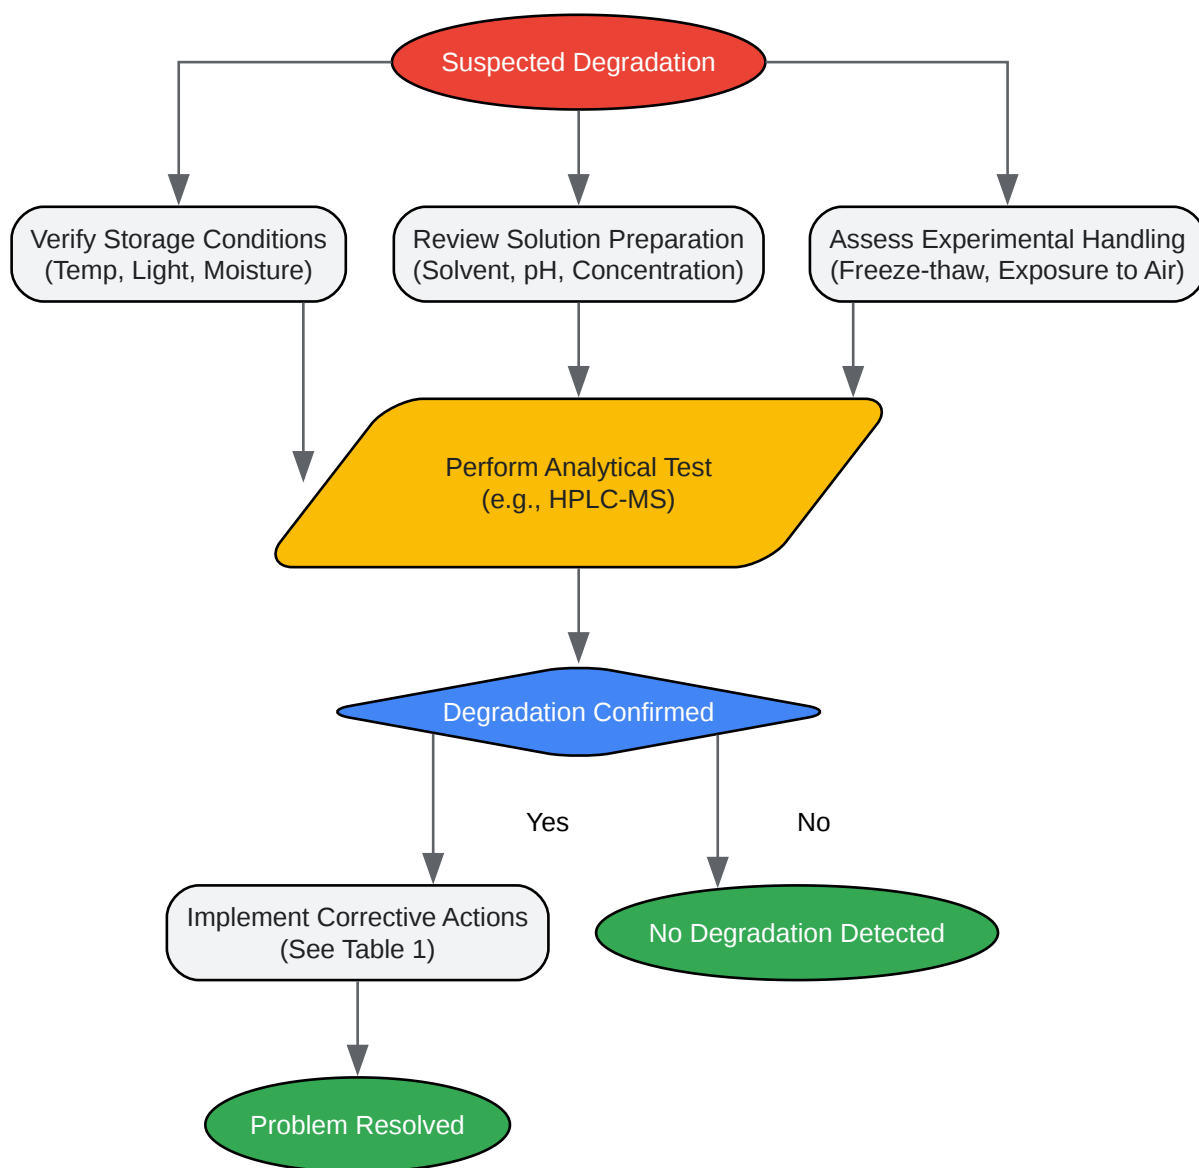 Suspected Degradation
Verify Storage Conditions
(Temp, Light, Moisture)
Review Solution Preparation
(Solvent, pH, Concentration)
Assess Experimental Handling
(Freeze-thaw, Exposure to Air)
Perform Analytical Test
(e.g., HPLC-MS)
Degradation Confirmed
Yes
No
Implement Corrective Actions
(See Table 1)
No Degradation Detected
Problem Resolved